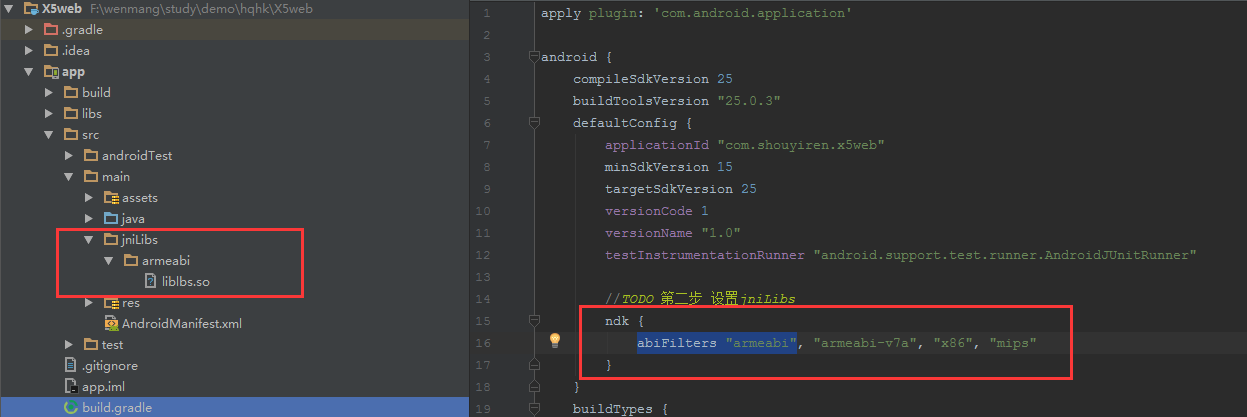 X5web F:\wenmang\study\demo\hqhk\X5web
.gradle
.idea
app
build
libs
src
androidTest
main
assets
java
jniLibs
armeabi
liblbs.so
res
AndroidManifest.xml
test
.gitignore
app.iml
build.gradle
1 apply plugin: 'com.android.application'
2
3 android {
4 compileSdkVersion 25
5 buildToolsVersion "25.0.3"
6 defaultConfig {
7 applicationId "com.shouyiren.x5web"
8 minSdkVersion 15
9 targetSdkVersion 25
10 versionCode 1
11 versionName "1.0"
12 testInstrumentationRunner "android.support.test.runner.AndroidJUnitRunner"
13
14 //TODO 第二步 设置jniLibs
15 ndk {
16 abiFilters "armeabi", "armeabi-v7a", "x86", "mips"
17 }
18 }
19 buildTypes {